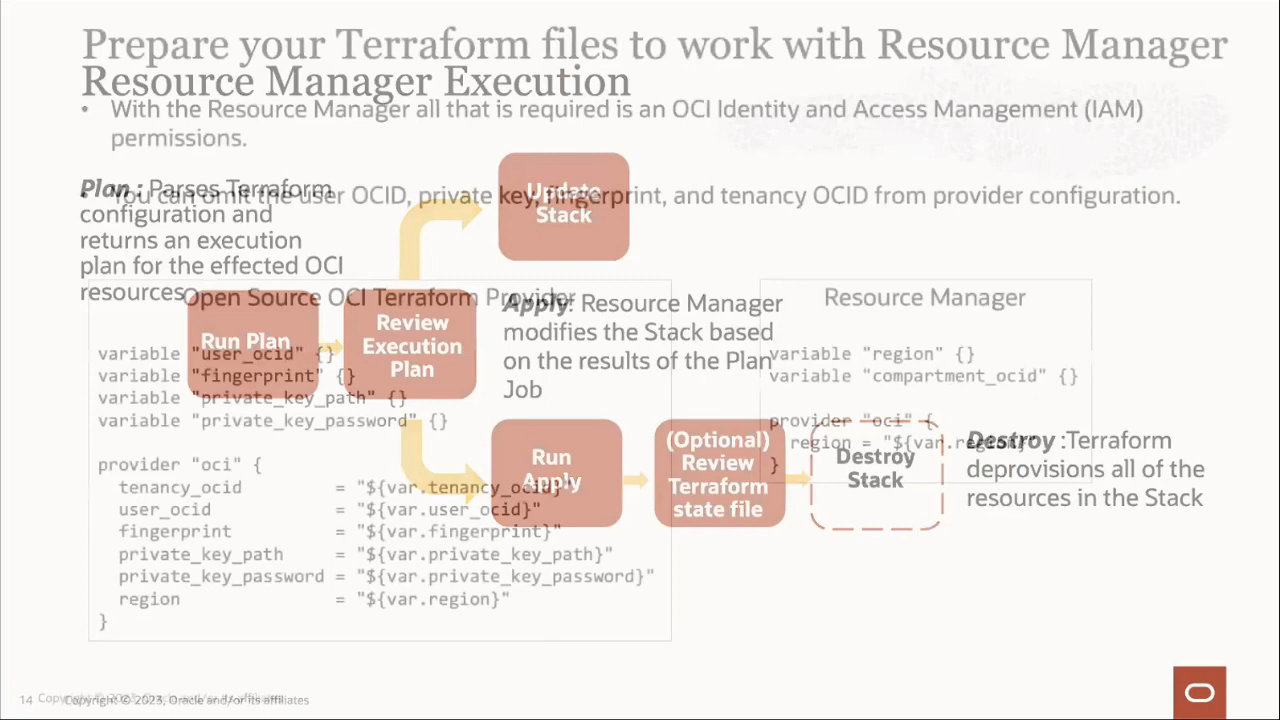 Prepare your Terraform files to work with Resource Manager
Resource Manager Execution
• With the Resource Manager all that is required is an OCI Identity and Access Management (IAM)
permissions.
You can omit the user OCID, private key, fingerprint, and tenancy OCID from provider configuration.
Plan : Parses Terraform
configuration and
returns an execution
plan for the effected OCI
resources
Update
Stack
Run Plan
Review
Execution
Plan
Apply: Resource Manager
modifies the Stack based
on the results of the Plan
Job
Run
Apply
(Optional)
Review
Terraform
state file
Destroy
Stack
Destroy :Terraform
deprovisions all of the
resources in the Stack
Open Source OCI Terraform Provider
variable "user_ocid" {}
variable "fingerprint" {}
variable "private_key_path" {}
variable "private_key_password" {}
provider "oci" {
tenancy_ocid = "${var.tenancy_ocid}"
user_ocid = "${var.user_ocid}"
fingerprint = "${var.fingerprint}"
private_key_path = "${var.private_key_path}"
private_key_password = "${var.private_key_password}"
region = "${var.region}"
}
Resource Manager
variable "region" {}
variable "compartment_ocid" {}
provider "oci" {
region = "${var.region}"
}
14 Copyright © 2023, Oracle and/or its affiliates